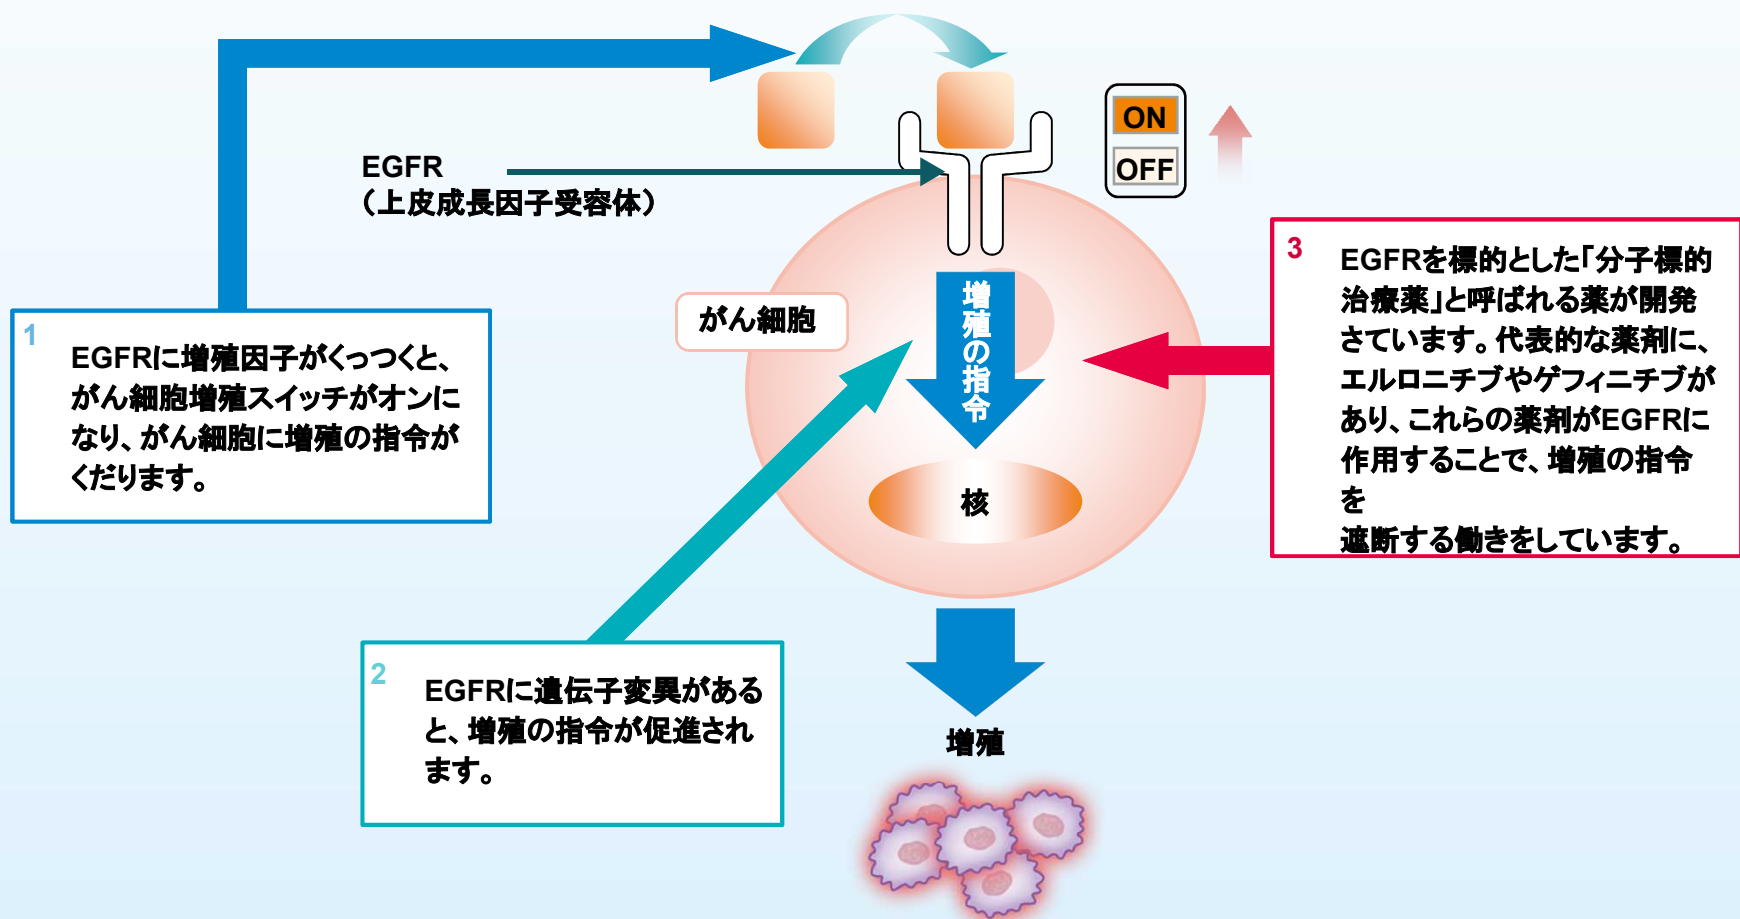 ON
OFF
EGFR
（上皮成長因子受容体）
がん細胞
増殖の指令
核
増殖
1
EGFRに増殖因子がくっつくと、
がん細胞増殖スイッチがオンに
なり、がん細胞に増殖の指令が
くだります。
2
EGFRに遺伝子変異がある
と、増殖の指令が促進され
ます。
3
EGFRを標的とした「分子標的
治療薬」と呼ばれる薬が開発
さています。代表的な薬剤に、
エルロニチブやゲフィニチブが
あり、これらの薬剤がEGFRに
作用することで、増殖の指令
を
遮断する働きをしています。